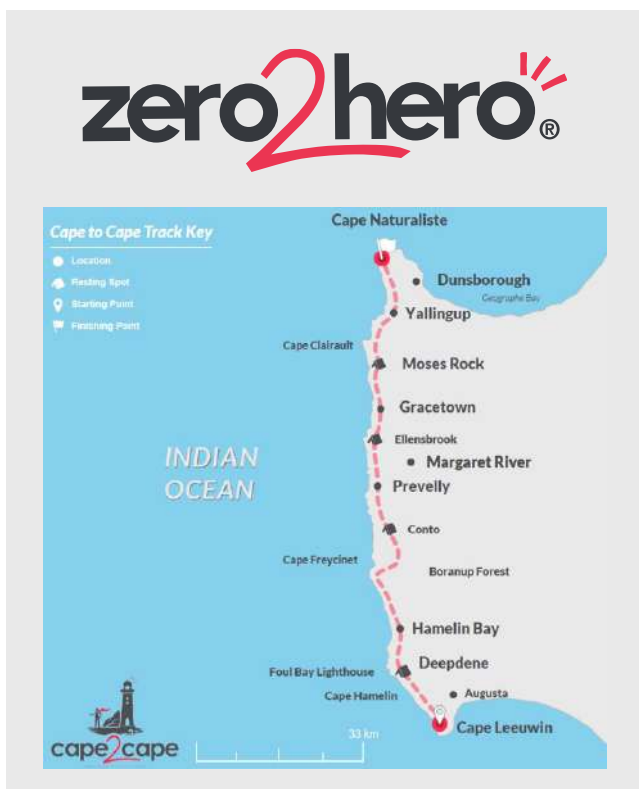 zero2hero®
Cape to Cape Track Key
Location
Resting Spot
Starting Point
Finishing Point
Cape Naturaliste
Dunsborough
Geographe Bay
Yallingup
Cape Clairault
Moses Rock
Gracetown
Ellensbrook
INDIAN
OCEAN
Margaret River
Prevelly
Conto
Cape Freycinet
Boranup Forest
Hamelin Bay
Deepdene
Foul Bay Lighthouse
Cape Hamelin
Augusta
Cape Leeuwin
33 km
cape2cape